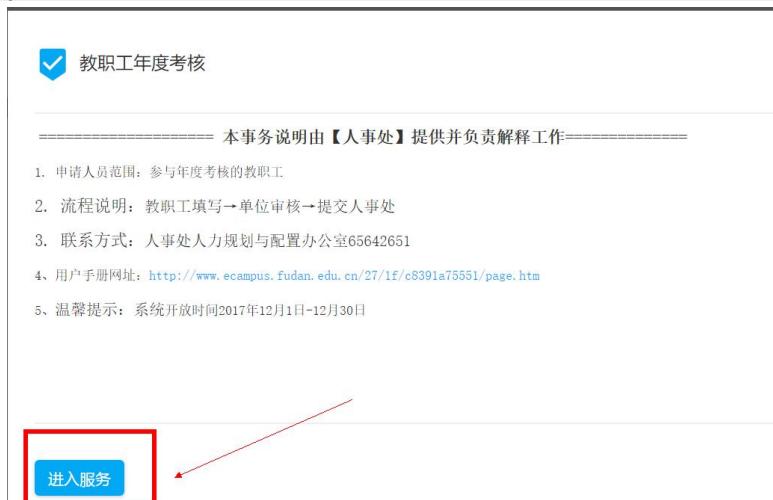 教职工年度考核
==================== 本事务说明由【人事处】提供并负责解释工作==============
1. 申请人员范围：参与年度考核的教职工
2. 流程说明：教职工填写→单位审核→提交人事处
3. 联系方式：人事处人力规划与配置办公室65642651
4、用户手册网址：http://www.ecampus.fudan.edu.cn/27/1f/c8391a75551/page.htm
5、温馨提示：系统开放时间2017年12月1日-12月30日
进入服务